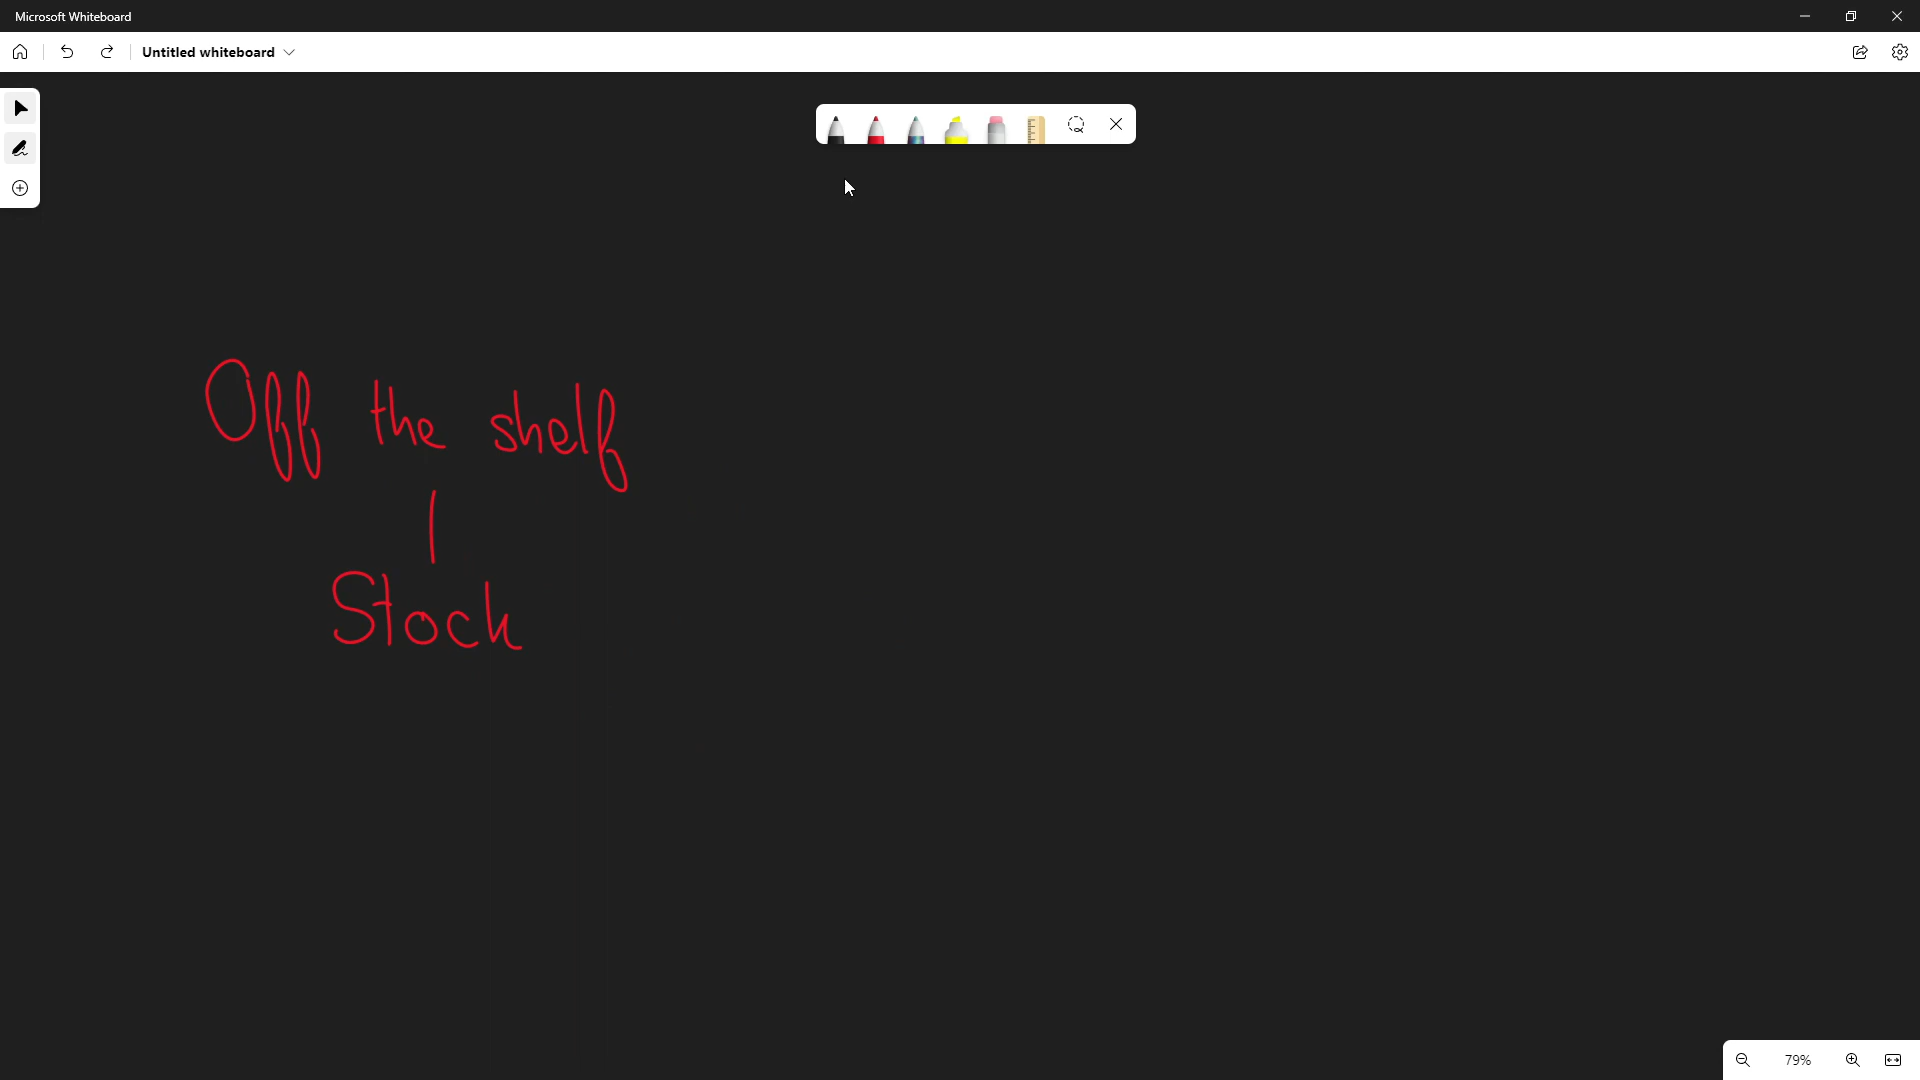 Microsoft Whiteboard
Untitled whiteboard
Off the shelf
Stock
79%